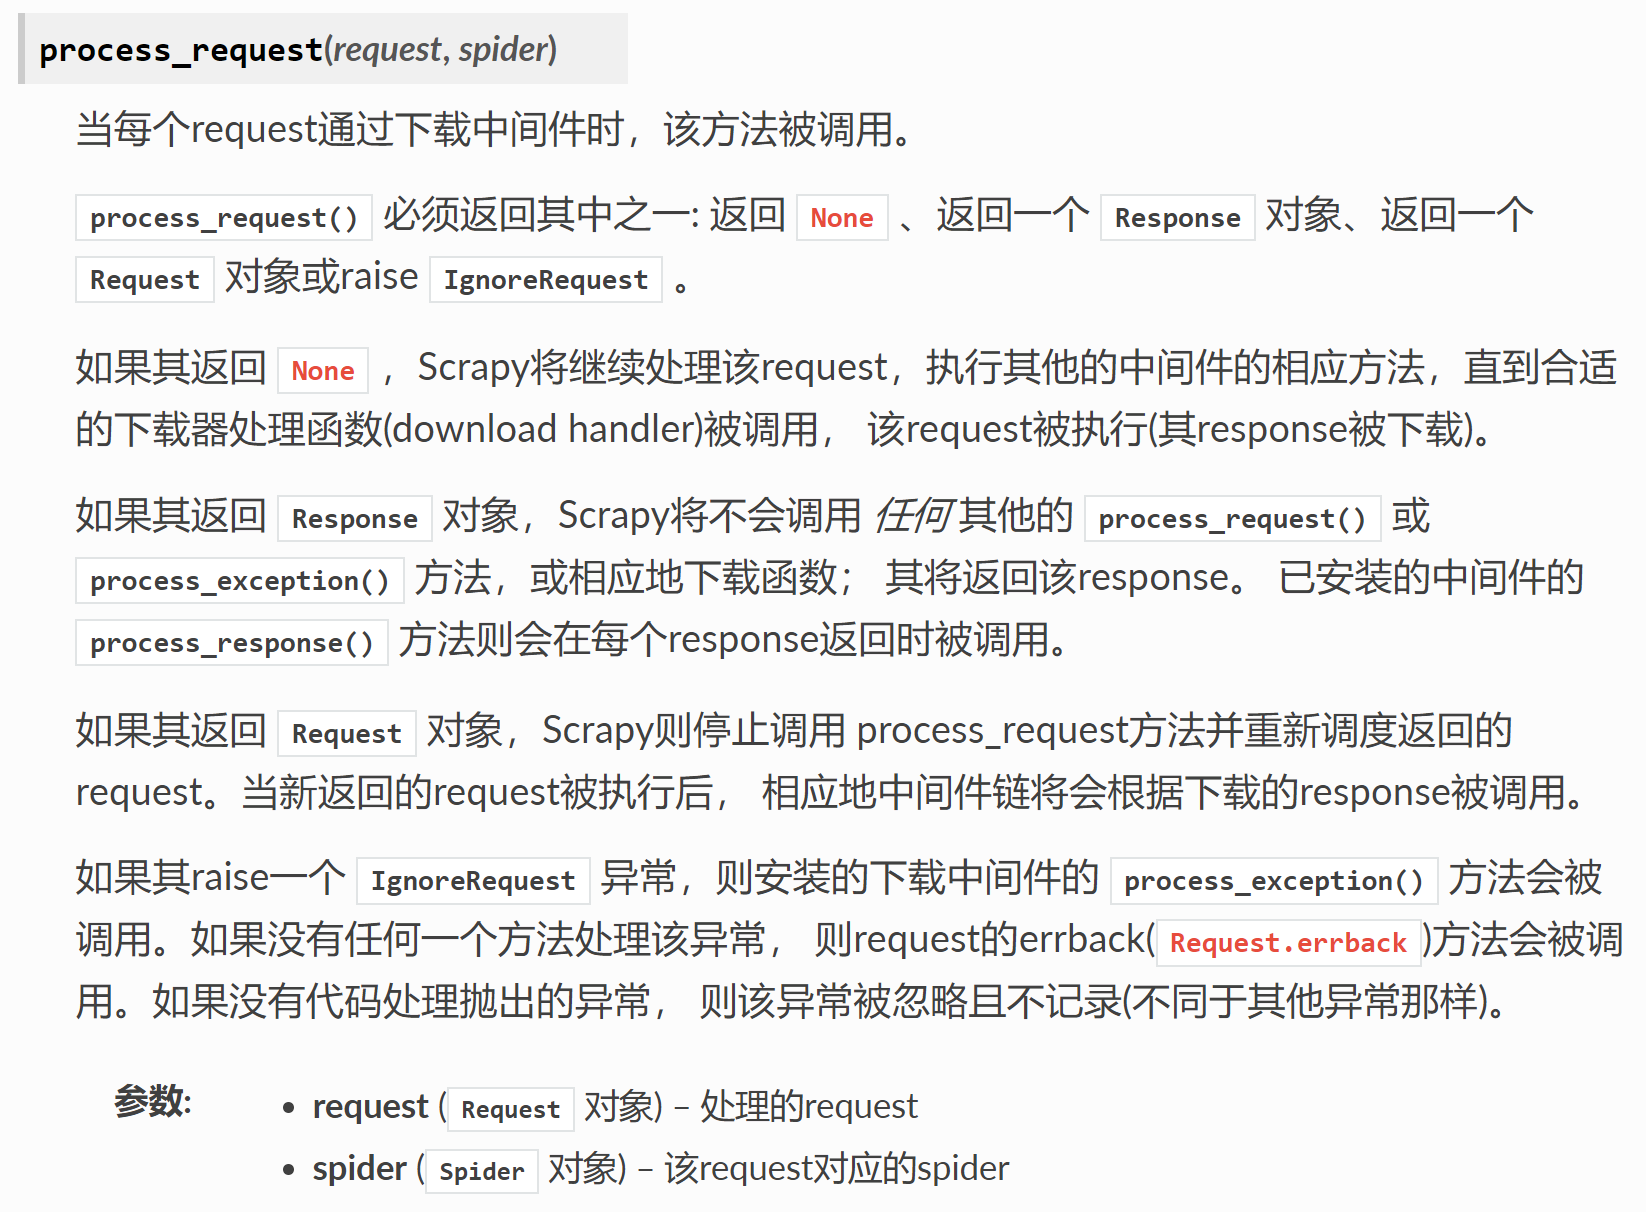 process_request(request, spider)
当每个request通过下载中间件时，该方法被调用。
process_request() 必须返回其中之一: 返回 None 、返回一个 Response 对象、返回一个
Request 对象或raise IgnoreRequest 。
如果其返回 None ，Scrapy将继续处理该request，执行其他的中间件的相应方法，直到合适
的下载器处理函数(download handler)被调用， 该request被执行(其response被下载)。
如果其返回 Response 对象，Scrapy将不会调用 任何 其他的 process_request() 或
process_exception() 方法，或相应地下载函数； 其将返回该response。 已安装的中间件的
process_response() 方法则会在每个response返回时被调用。
如果其返回 Request 对象，Scrapy则停止调用 process_request方法并重新调度返回的
request。当新返回的request被执行后， 相应地中间件链将会根据下载的response被调用。
如果其raise一个 IgnoreRequest 异常，则安装的下载中间件的 process_exception() 方法会被
调用。如果没有任何一个方法处理该异常， 则request的errback(Request.errback)方法会被调
用。如果没有代码处理抛出的异常， 则该异常被忽略且不记录(不同于其他异常那样)。
参数:
• request (Request 对象) – 处理的request
• spider (Spider 对象) – 该request对应的spider